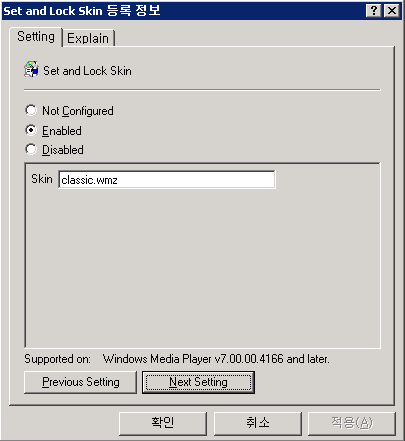 Set and Lock Skin 등록 정보
Setting Explain
Set and Lock Skin
Not Configured
Enabled
Disabled
Skin classic.wmz
Supported on: Windows Media Player v7.00.00.4166 and later.
Previous Setting Next Setting
확인 취소 적용(A)